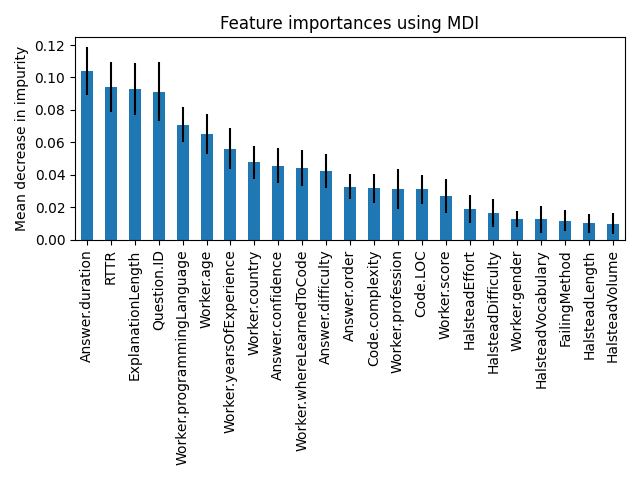 Feature importances using MDI
Mean decrease in impurity
0.12
0.10
0.08
0.06
0.04
0.02
0.00
Answer.duration
RTTR
ExplanationLength
Question.ID
Worker.programmingLanguage
Worker.age
Worker.yearsOfExperience
Worker.country
Answer.confidence
Worker.whereLearnedToCode
Answer.difficulty
Answer.order
Code.complexity
Worker.profession
Code.LOC
Worker.score
HalsteadEffort
HalsteadDifficulty
Worker.gender
HalsteadVocabulary
FailingMethod
HalsteadLength
HalsteadVolume